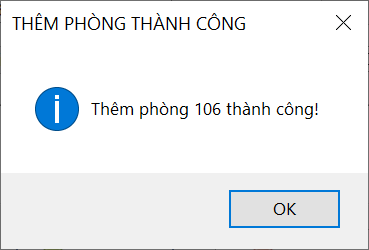 THÊM PHÒNG THÀNH CÔNG
Thêm phòng 106 thành công!
OK